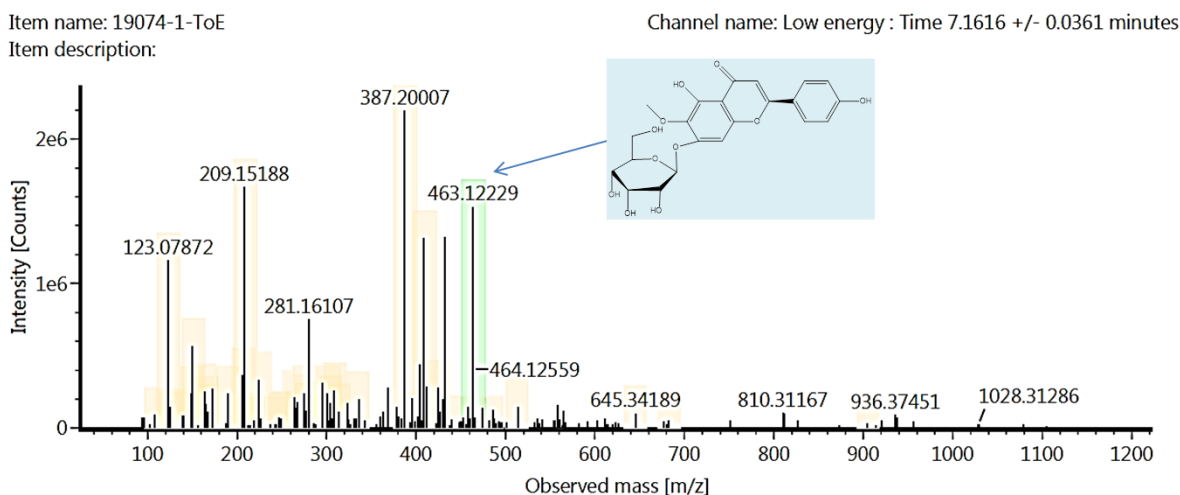 Item name: 19074-1-ToE
Channel name: Low energy : Time 7.1616 +/- 0.0361 minutes
Item description:
Intensity [Counts]
2e6
1e6
0
123.07872
209.15188
281.16107
387.20007
463.12229
464.12559
645.34189
810.31167
936.37451
1028.31286
O
OH
OH
O
O
OH
O
O
OH
OH
OH
100
200
300
400
500
600
700
800
900
1000
1100
1200
Observed mass [m/z]